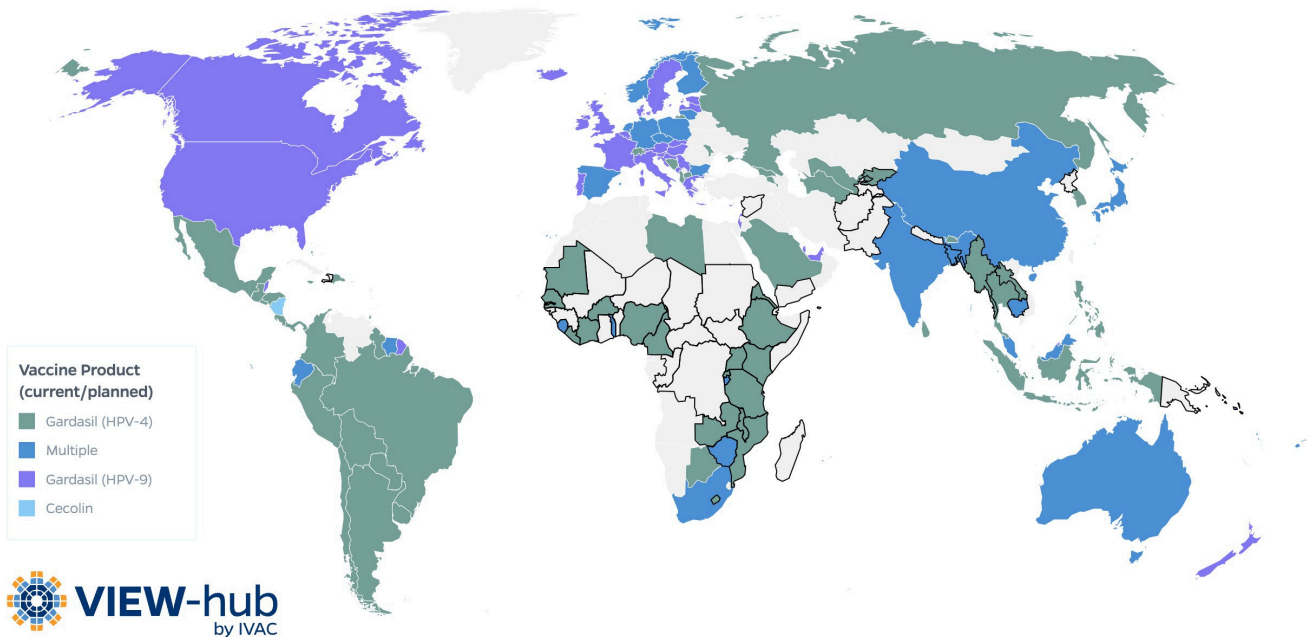 Vaccine Product
(current/planned)
Gardasil (HPV-4)
Multiple
Gardasil (HPV-9)
Cecolin
VIEW-hub
by IVAC